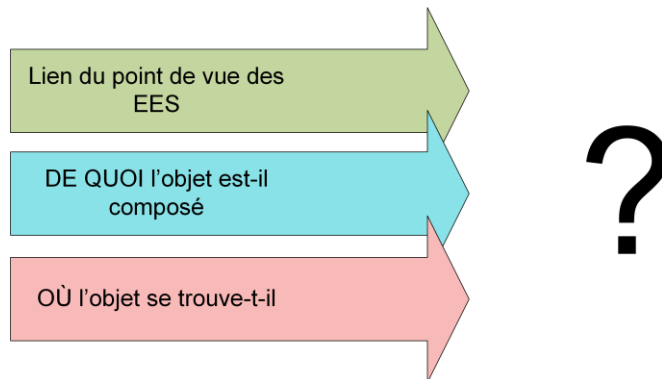 Lien du point de vue des
EES
DE QUOI l'objet est-il
composé
OÙ l'objet se trouve-t-il
?